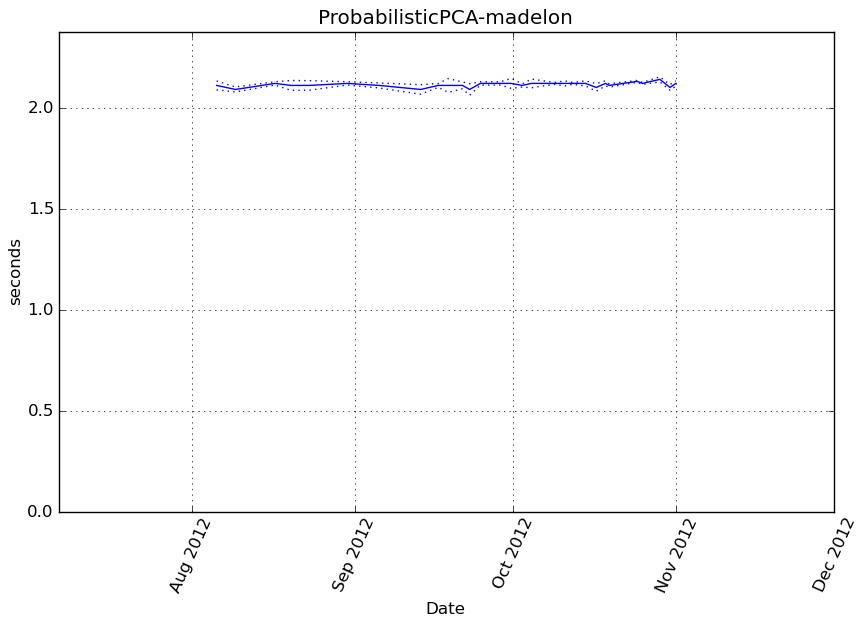 ProbabilisticPCA-madelon
2.0
1.5
1.0
0.5
0.0
seconds
Aug 2012
Sep 2012
Oct 2012
Nov 2012
Dec 2012
Date